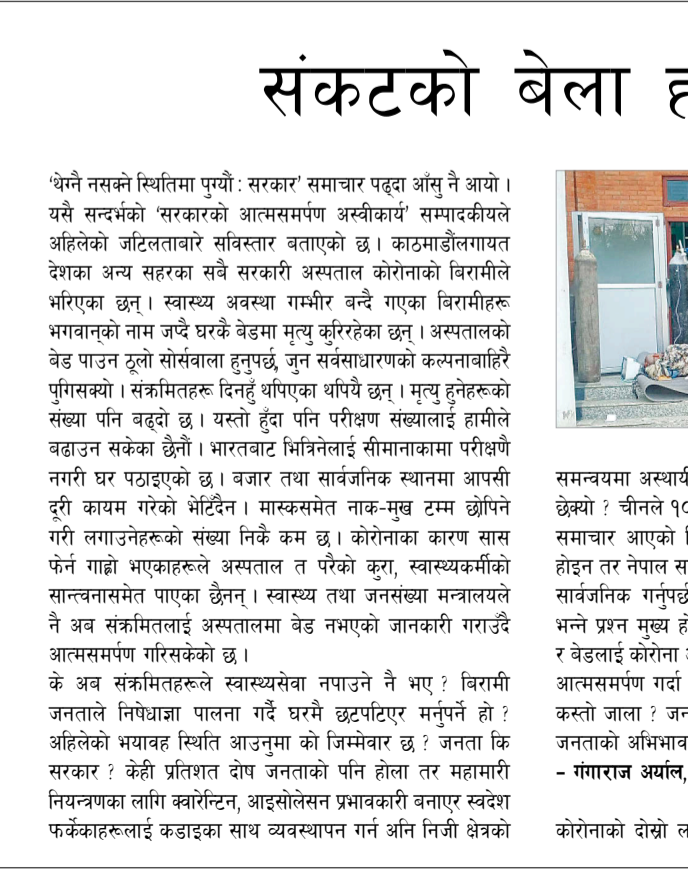 संकटको बेला
‘थेग्नै नसक्ने स्थितिमा पुग्यौं : सरकार’ समाचार पढ्दा आँसु नै आयो ।
यसै सन्दर्भको ‘सरकारको आत्मसमर्पण अस्वीकार्य’ सम्पादकीयले
अहिलेको जटिलताबारे सविस्तार बताएको छ । काठमाडौंलगायत
देशका अन्य सहरका सबै सरकारी अस्पताल कोरोनाको बिरामीले
भरिएका छन् । स्वास्थ्य अवस्था गम्भीर बन्दै गएका बिरामीहरू
भगवान्को नाम जप्दै घरकै बेडमा मृत्यु कुरिरहेका छन् । अस्पतालको
बेड पाउन ठूलो सोर्सवाला हुनुपर्छ, जुन सर्वसाधारणको कल्पनाबाहिरै
पुगिसक्यो । संक्रमितहरू दिनहुँ थपिएका थपियै छन् । मृत्यु हुनेहरूको
संख्या पनि बढ्दो छ । यस्तो हुँदा पनि परीक्षण संख्यालाई हामीले
बढाउन सकेका छैनौं । भारतबाट भित्रिनेलाई सीमानाकामा परीक्षणै
नगरी घर पठाइएको छ । बजार तथा सार्वजनिक स्थानमा आपसी
दूरी कायम गरेको भेटिँदैन । मास्कसमेत नाक-मुख टम्म छोपिने
गरी लगाउनेहरूको संख्या निकै कम छ । कोरोनाका कारण सास
फेर्न गाह्रो भएकाहरूले अस्पताल त परैको कुरा, स्वास्थ्यकर्मीको
सान्त्वनासमेत पाएका छैनन् । स्वास्थ्य तथा जनसंख्या मन्त्रालयले
नै अब संक्रमितलाई अस्पतालमा बेड नभएको जानकारी गराउँदै
आत्मसमर्पण गरिसकेको छ ।
के अब संक्रमितहरूले स्वास्थ्यसेवा नपाउने नै भए ? बिरामी
जनताले निषेधाज्ञा पालना गर्दै घरमै छटपटिएर मर्नुपर्ने हो ?
अहिलेको भयावह स्थिति आउनुमा को जिम्मेवार छ ? जनता कि
सरकार ? केही प्रतिशत दोष जनताको पनि होला तर महामारी
नियन्त्रणका लागि क्वारेन्टिन, आइसोलेसन प्रभावकारी बनाएर स्वदेश
फर्केकाहरूलाई कडाइका साथ व्यवस्थापन गर्न अनि निजी क्षेत्रको
समन्वयमा अस्थायी
छेक्यो ? चीनले १०
समाचार आएको
होइन तर नेपाल स
सार्वजनिक गर्नुपर्छ
भन्ने प्रश्न मुख्य हो
र बेडलाई कोरोना
आत्मसमर्पण गर्दा
कस्तो जाला ? जन
जनताको अभिभाव
– गंगाराज अर्याल,
कोरोनाको दोस्रो ल